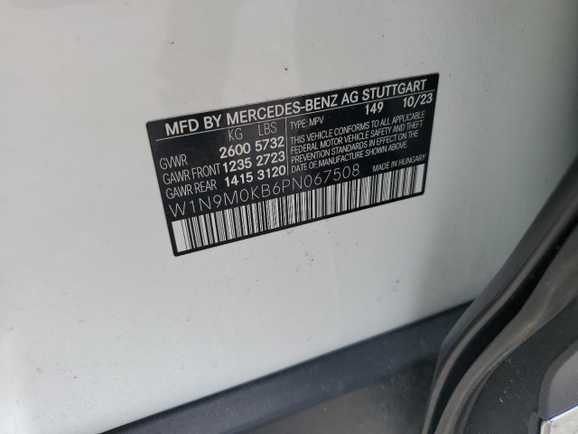 MFD BY MERCEDES-BENZ AG STUTTGART
KG LBS TYPE: MPV 149 10/23
GVWR 2600 5732 THIS VEHICLE CONFORMS TO ALL APPLICABLE
GAWR FRONT 1235 2723 FEDERAL MOTOR VEHICLE SAFETY AND THEFT
GAWR REAR 1415 3120 PREVENTION STANDARDS IN EFFECT ON THE
DATE OF MANUFACTURE SHOWN ABOVE
W1N9M0KB6PN067508 MADE IN HUNGARY